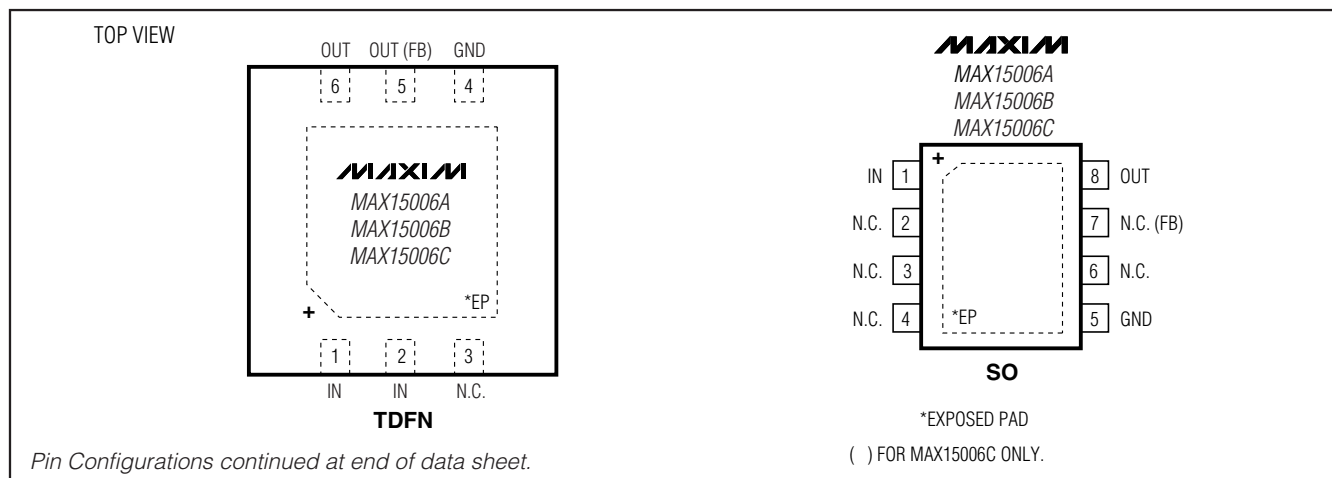 TOP VIEW
OUT OUT (FB) GND
6 5 4
MAXIM
MAX15006A
MAX15006B
MAX15006C
*EP
+
1 2 3
IN IN N.C.
TDFN
Pin Configurations continued at end of data sheet.
MAXIM
MAX15006A
MAX15006B
MAX15006C
+
IN 1 8 OUT
N.C. 2 7 N.C. (FB)
N.C. 3 6 N.C.
N.C. 4 *EP 5 GND
SO
*EXPOSED PAD
( ) FOR MAX15006C ONLY.